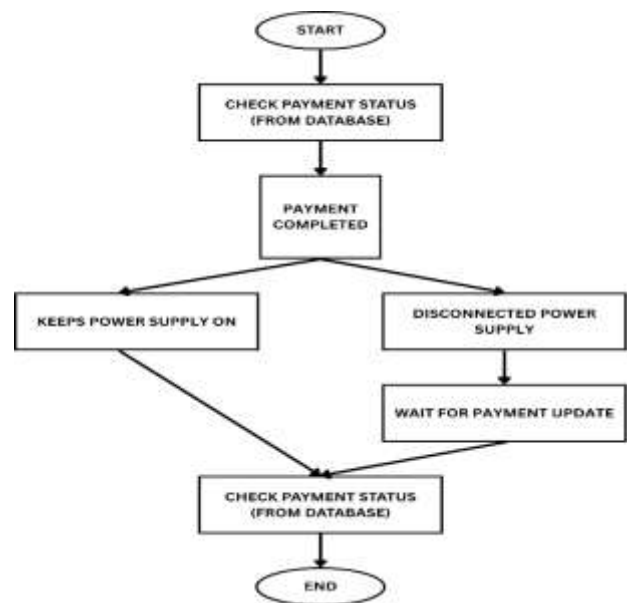 START
CHECK PAYMENT STATUS
(FROM DATABASE)
PAYMENT
COMPLETED
KEEPS POWER SUPPLY ON
DISCONNECTED POWER
SUPPLY
WAIT FOR PAYMENT UPDATE
CHECK PAYMENT STATUS
(FROM DATABASE)
END